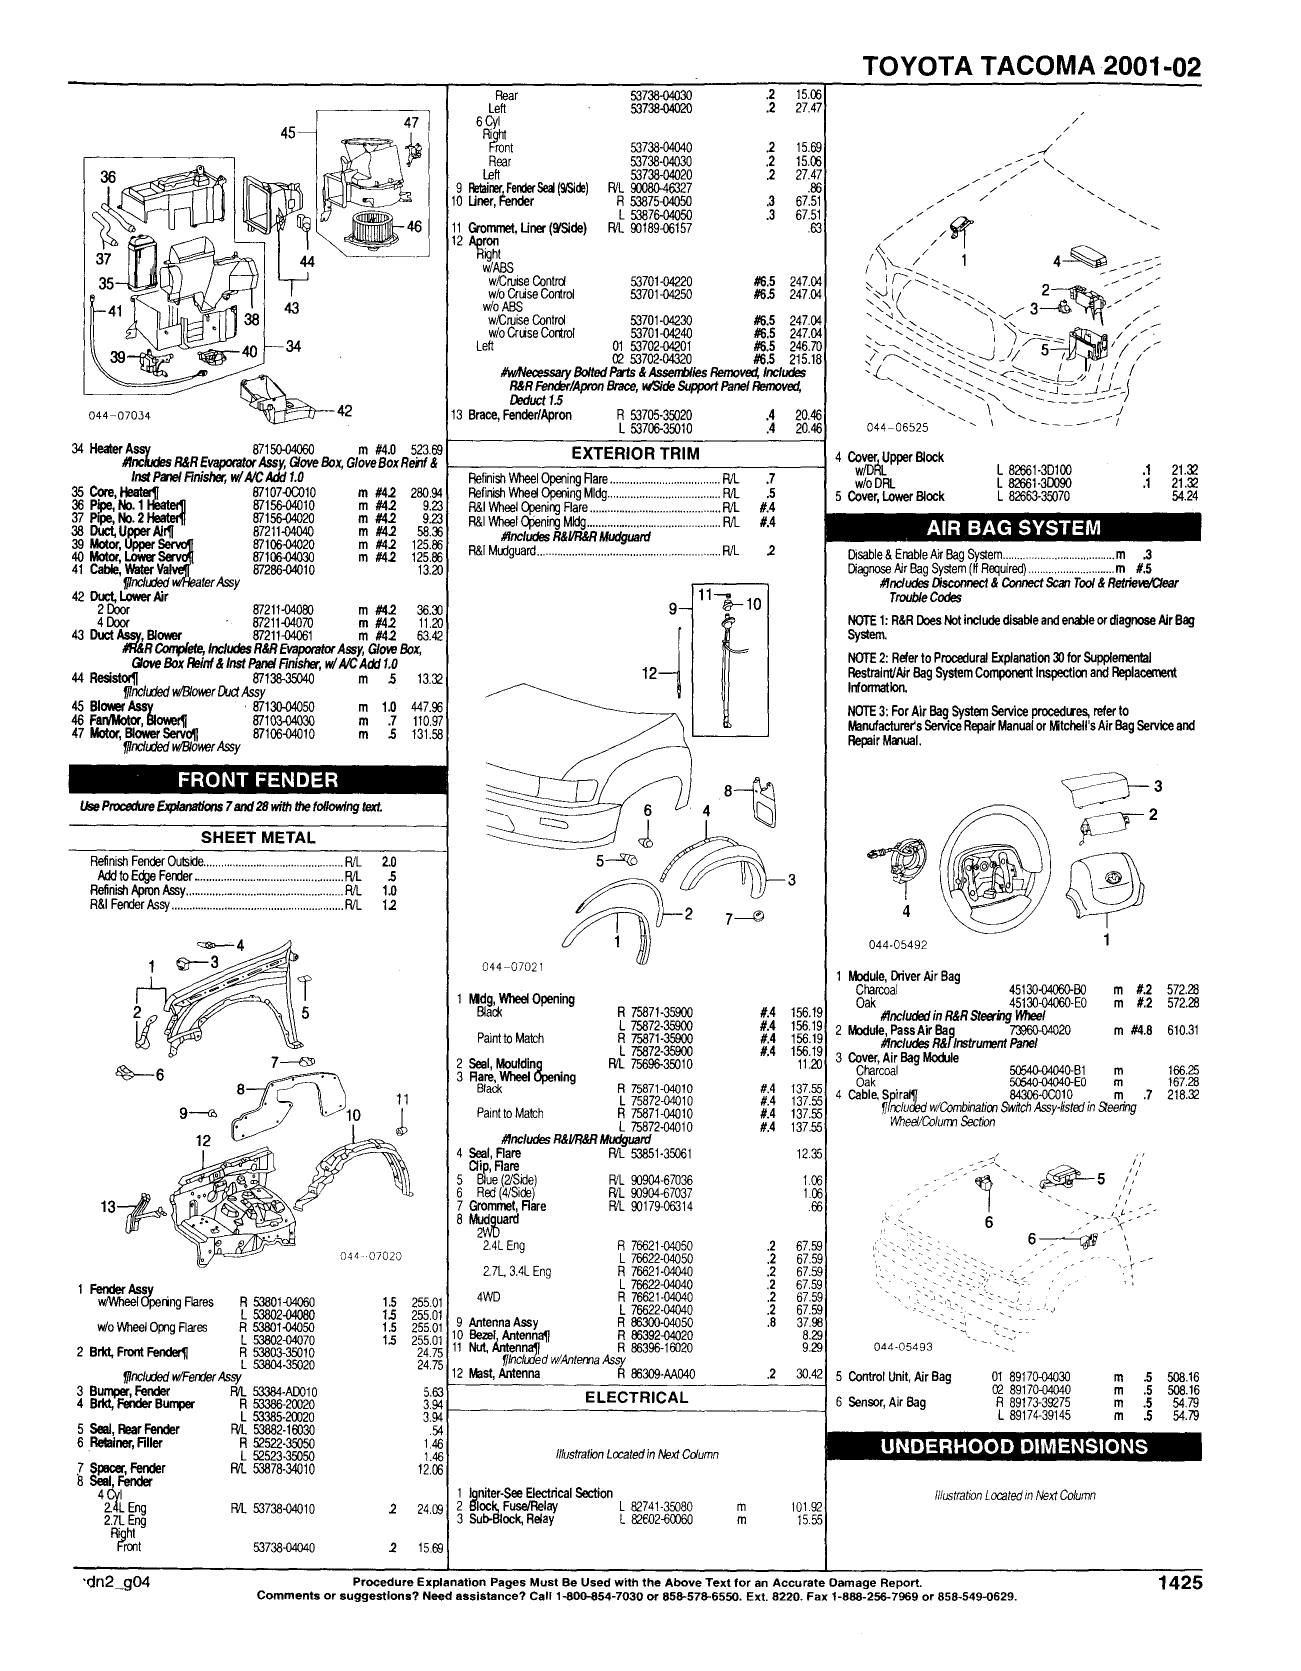 TOYOTA TACOMA 2001-02
45
47
36
46
37
44
35
43
41
38
39
40
34
42
044-07034
34 Heater Assy 87150-04060 m #4.0 523.69
#Includes R&R Evaporator Assy, Glove Box, Glove Box Reinf &
Inst Panel Finisher, w/ A/C Add 1.0
35 Core, Heater¶ 87107-0C010 m #4.2 280.94
36 Pipe, No. 1 Heater¶ 87156-04010 m #4.2 9.23
37 Pipe, No. 2 Heater¶ 87156-04020 m #4.2 9.23
38 Duct, Upper Air¶ 87211-04040 m #4.2 58.36
39 Motor, Upper Servo¶ 87106-04020 m #4.2 125.86
40 Motor, Lower Servo¶ 87106-04030 m #4.2 125.86
41 Cable, Water Valve¶ 87286-04010 13.20
¶Included w/Heater Assy
42 Duct, Lower Air
2 Door 87211-04080 m #4.2 36.30
4 Door 87211-04070 m #4.2 11.20
43 Duct Assy, Blower 87211-04061 m #4.2 63.42
#R&R Complete, Includes R&R Evaporator Assy, Glove Box,
Glove Box Reinf & Inst Panel Finisher, w/ A/C Add 1.0
44 Resistor¶ 87138-35040 m .5 13.32
¶Included w/Blower Duct Assy
45 Blower Assy 87130-04050 m 1.0 447.96
46 Fan/Motor, Blower¶ 87103-04030 m .7 110.97
47 Motor, Blower Servo¶ 87106-04010 m .5 131.58
¶Included w/Blower Assy
FRONT FENDER
Use Procedure Explanations 7 and 28 with the following text.
SHEET METAL
Refinish Fender Outside R/L 2.0
Add to Edge Fender R/L .5
Refinish Apron Assy R/L 1.0
R&I Fender Assy R/L 1.2
4
1
3
2
5
7
6
8
11
9
10
12
13
044-07020
1 Fender Assy
w/Wheel Opening Flares R 53801-04060 1.5 255.01
L 53802-04080 1.5 255.01
w/o Wheel Opng Flares R 53801-04050 1.5 255.01
L 53802-04070 1.5 255.01
2 Brkt, Front Fender¶ R 53803-35010 24.75
L 53804-35020 24.75
¶Included w/Fender Assy
3 Bumper, Fender R/L 53384-AD010 5.63
4 Brkt, Fender Bumper R 53386-20020 3.94
L 53385-20020 3.94
5 Seal, Rear Fender R/L 53882-16030 .54
6 Retainer, Filler R 52522-35050 1.46
L 52523-35050 1.46
7 Spacer, Fender R/L 53878-34010 12.06
8 Seal, Fender
4 Cyl
2.4L Eng R/L 53738-04010 .2 24.09
2.7L Eng
Right
Front 53738-04040 .2 15.69
Rear 53738-04030 .2 15.06
Left 53738-04020 .2 27.47
6 Cyl
Right
Front 53738-04040 .2 15.69
Rear 53738-04030 .2 15.06
Left 53738-04020 .2 27.47
9 Retainer, Fender Seal (9/Side) R/L 90080-46327 .86
10 Liner, Fender R 53875-04050 .3 67.51
L 53876-04050 .3 67.51
11 Grommet, Liner (9/Side) R/L 90189-06157 .63
12 Apron
Right
w/ABS
w/Cruise Control 53701-04220 #6.5 247.04
w/o Cruise Control 53701-04250 #6.5 247.04
w/o ABS
w/Cruise Control 53701-04230 #6.5 247.04
w/o Cruise Control 53701-04240 #6.5 247.04
Left 01 53702-04201 #6.5 246.70
02 53702-04320 #6.5 215.18
#w/Necessary Bolted Parts & Assemblies Removed, Includes
R&R Fender/Apron Brace, w/Side Support Panel Removed,
Deduct 1.5
13 Brace, Fender/Apron R 53705-35020 .4 20.46
L 53706-35010 .4 20.46
EXTERIOR TRIM
Refinish Wheel Opening Flare R/L .7
Refinish Wheel Opening Mldg R/L .5
R&I Wheel Opening Flare R/L #.4
R&I Wheel Opening Mldg R/L #.4
#Includes R&I/R&R Mudguard
R&I Mudguard R/L .2
11
9
10
12
8
6
4
5
3
2
7
1
044-07021
1 Mldg, Wheel Opening
Black R 75871-35900 #.4 156.19
L 75872-35900 #.4 156.19
Paint to Match R 75871-35900 #.4 156.19
L 75872-35900 #.4 156.19
2 Seal, Moulding R/L 75696-35010 11.20
3 Flare, Wheel Opening
Black R 75871-04010 #.4 137.55
L 75872-04010 #.4 137.55
Paint to Match R 75871-04010 #.4 137.55
L 75872-04010 #.4 137.55
#Includes R&I/R&R Mudguard
4 Seal, Flare R/L 53851-35061 12.35
Clip, Flare
5 Blue (2/Side) R/L 90904-67036 1.06
6 Red (4/Side) R/L 90904-67037 1.06
7 Grommet, Flare R/L 90179-06314 .66
8 Mudguard
2WD
2.4L Eng R 76621-04050 .2 67.59
L 76622-04050 .2 67.59
2.7L, 3.4L Eng R 76621-04040 .2 67.59
L 76622-04040 .2 67.59
4WD R 76621-04040 .2 67.59
L 76622-04040 .2 67.59
9 Antenna Assy R 86300-04050 .8 37.98
10 Bezel, Antenna¶ R 86392-04020 8.29
11 Nut, Antenna¶ R 86396-16020 9.29
¶Included w/Antenna Assy
12 Mast, Antenna R 86309-AA040 .2 30.42
ELECTRICAL
Illustration Located in Next Column
1 Igniter-See Electrical Section
2 Block, Fuse/Relay L 82741-35080 m 101.92
3 Sub-Block, Relay L 82602-60060 m 15.55
1
4
2
3
5
044-06525
4 Cover, Upper Block
w/DRL L 82661-3D100 .1 21.32
w/o DRL L 82661-3D090 .1 21.32
5 Cover, Lower Block L 82663-35070 54.24
AIR BAG SYSTEM
Disable & Enable Air Bag System m .3
Diagnose Air Bag System (If Required) m #.5
#Includes Disconnect & Connect Scan Tool & Retrieve/Clear
Trouble Codes
NOTE 1: R&R Does Not include disable and enable or diagnose Air Bag
System.
NOTE 2: Refer to Procedural Explanation 30 for Supplemental
Restraint/Air Bag System Component Inspection and Replacement
Information.
NOTE 3: For Air Bag System Service procedures, refer to
Manufacturer's Service Repair Manual or Mitchell's Air Bag Service and
Repair Manual.
3
2
4
1
044-05492
1 Module, Driver Air Bag
Charcoal 45130-04060-B0 m #.2 572.28
Oak 45130-04060-E0 m #.2 572.28
#Included in R&R Steering Wheel
2 Module, Pass Air Bag 73960-04020 m #4.8 610.31
#Includes R&I Instrument Panel
3 Cover, Air Bag Module
Charcoal 50540-04040-B1 m 166.25
Oak 50540-04040-E0 m 167.28
4 Cable, Spiral¶ 84306-0C010 m .7 218.32
¶Included w/Combination Switch Assy-listed in Steering
Wheel/Column Section
5
6
6
044-05493
5 Control Unit, Air Bag 01 89170-04030 m .5 508.16
02 89170-04040 m .5 508.16
6 Sensor, Air Bag R 89173-39275 m .5 54.79
L 89174-39145 m .5 54.79
UNDERHOOD DIMENSIONS
Illustration Located in Next Column
dn2_g04
Procedure Explanation Pages Must Be Used with the Above Text for an Accurate Damage Report.
Comments or suggestions? Need assistance? Call 1-800-854-7030 or 858-578-6550. Ext. 8220. Fax 1-888-256-7969 or 858-549-0629.
1425